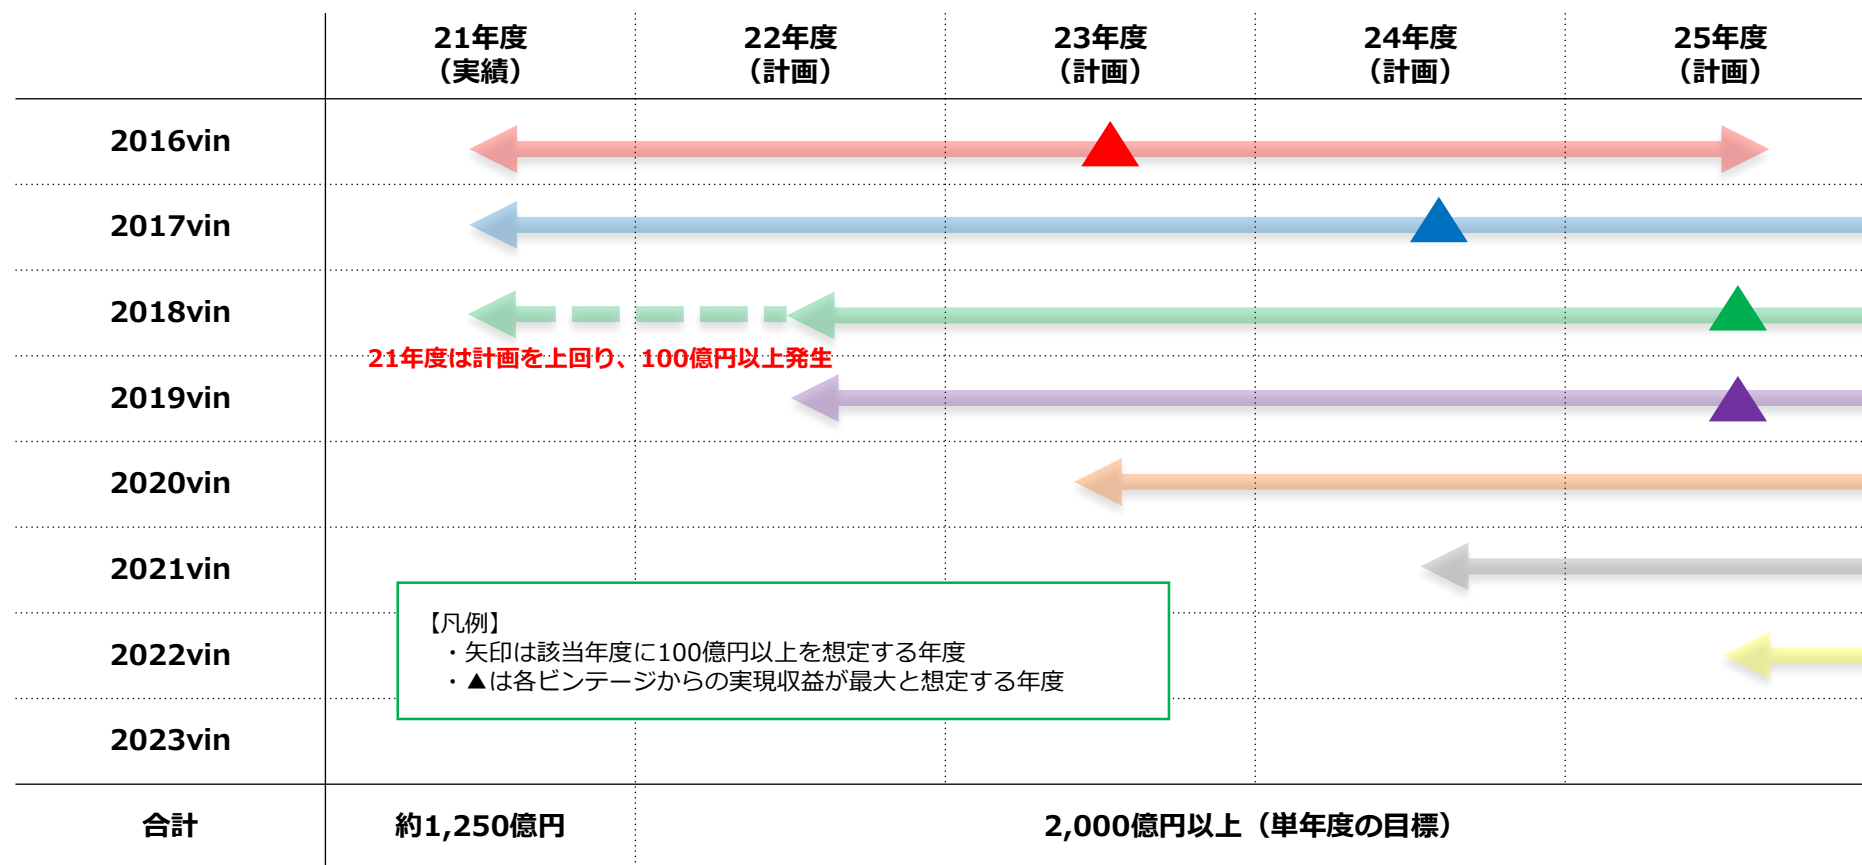 21年度
（実績）
22年度
（計画）
23年度
（計画）
24年度
（計画）
25年度
（計画）
2016vin
2017vin
2018vin
21年度は計画を上回り、100億円以上発生
2019vin
2020vin
2021vin
2022vin
2023vin
【凡例】
・矢印は該当年度に100億円以上を想定する年度
・▲は各ビンテージからの実現収益が最大と想定する年度
合計
約1,250億円
2,000億円以上（単年度の目標）